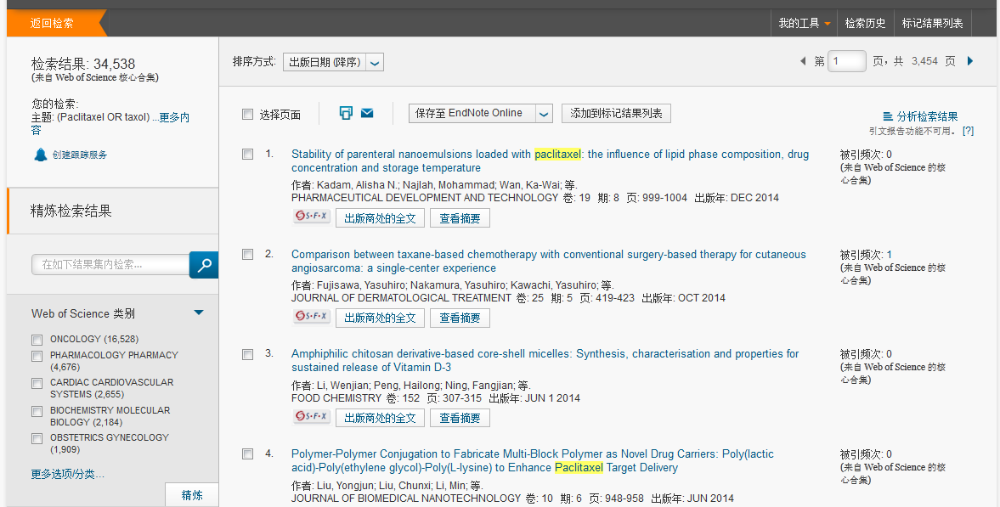 返回检索
我的工具
检索历史
标记结果列表
检索结果: 34,538
(来自 Web of Science 核心合集)
您的检索:
主题: (Paclitaxel OR taxol) ...更多内
容
创建跟踪服务
精炼检索结果
在如下结果集内检索...
Web of Science 类别
ONCOLOGY (16,528)
PHARMACOLOGY PHARMACY
(4,676)
CARDIAC CARDIOVASCULAR
SYSTEMS (2,655)
BIOCHEMISTRY MOLECULAR
BIOLOGY (2,184)
OBSTETRICS GYNECOLOGY
(1,909)
更多选项/分类...
精炼
排序方式: 出版日期 (降序)
第 1 页，共 3,454 页
选择页面
保存至 EndNote Online
添加到标记结果列表
分析检索结果
引文报告功能不可用。 [?]
1. Stability of parenteral nanoemulsions loaded with paclitaxel: the influence of lipid phase composition, drug
concentration and storage temperature
作者: Kadam, Alisha N.; Najlah, Mohammad; Wan, Ka-Wai; 等.
PHARMACEUTICAL DEVELOPMENT AND TECHNOLOGY 卷: 19 期: 8 页: 999-1004 出版年: DEC 2014
S·F·X 出版商处的全文 查看摘要
被引频次: 0
(来自 Web of Science 的核
心合集)
2. Comparison between taxane-based chemotherapy with conventional surgery-based therapy for cutaneous
angiosarcoma: a single-center experience
作者: Fujisawa, Yasuhiro; Nakamura, Yasuhiro; Kawachi, Yasuhiro; 等.
JOURNAL OF DERMATOLOGICAL TREATMENT 卷: 25 期: 5 页: 419-423 出版年: OCT 2014
S·F·X 出版商处的全文 查看摘要
被引频次: 1
(来自 Web of Science 的核
心合集)
3. Amphiphilic chitosan derivative-based core-shell micelles: Synthesis, characterisation and properties for
sustained release of Vitamin D-3
作者: Li, Wenjian; Peng, Hailong; Ning, Fangjian; 等.
FOOD CHEMISTRY 卷: 152 页: 307-315 出版年: JUN 1 2014
S·F·X 出版商处的全文 查看摘要
被引频次: 0
(来自 Web of Science 的核
心合集)
4. Polymer-Polymer Conjugation to Fabricate Multi-Block Polymer as Novel Drug Carriers: Poly(lactic
acid)-Poly(ethylene glycol)-Poly(L-lysine) to Enhance Paclitaxel Target Delivery
作者: Liu, Yongjun; Liu, Chunxi; Li, Min; 等.
JOURNAL OF BIOMEDICAL NANOTECHNOLOGY 卷: 10 期: 6 页: 948-958 出版年: JUN 2014
被引频次: 0
(来自 Web of Science 的核
心合集)